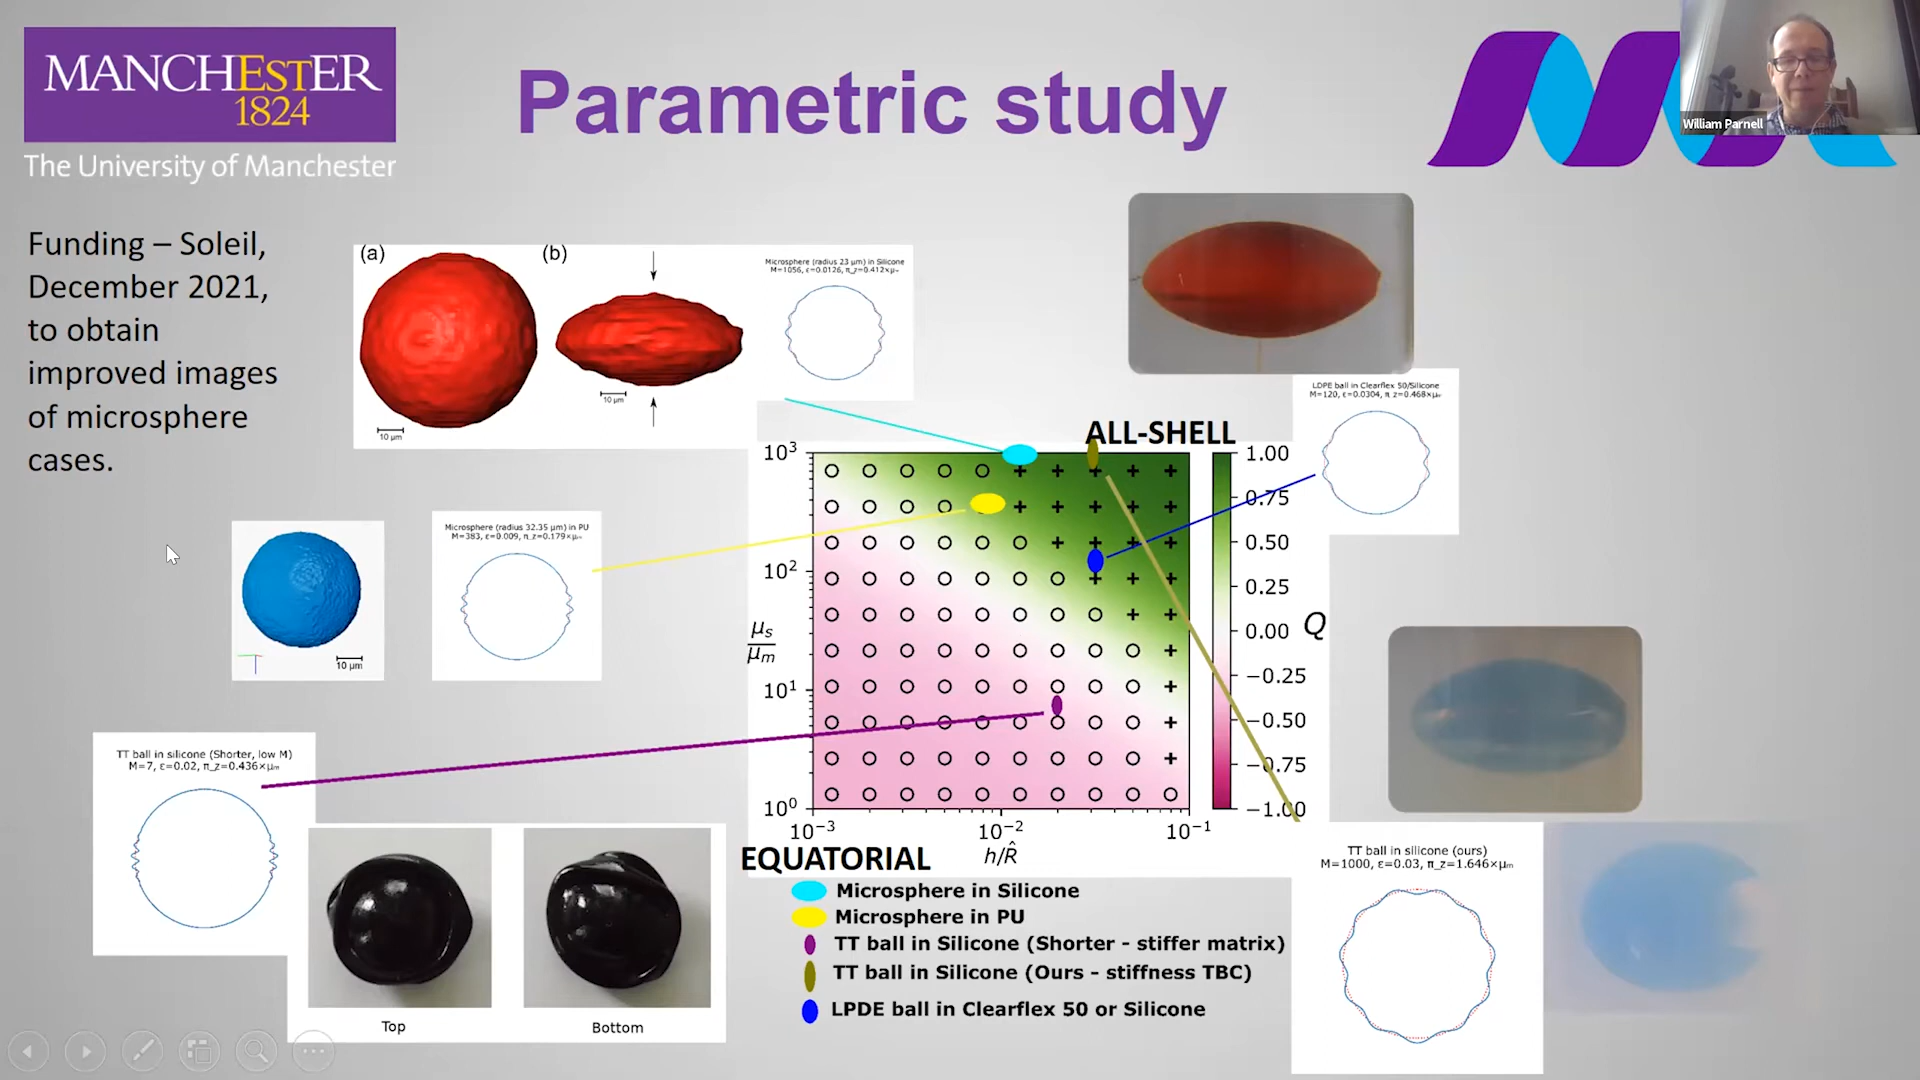 MANCHESTER
1824
The University of Manchester
Parametric study
William Parnell
Funding – Soleil,
December 2021,
to obtain
improved images
of microsphere
cases.
(a)
(b)
10 μm
10 μm
Microsphere (radius 23 μm) in Silicone
M=1056, ε=0.0126, π_z=0.412×μₘ
LDPE ball in Clearflex 50/Silicone
M=120, ε=0.0304, π_z=0.468×μₘ
Microsphere (radius 32.35 μm) in PU
M=383, ε=0.009, π_z=0.179×μₘ
10 μm
ALL-SHELL
10³
10²
10¹
10⁰
μₛ
μₘ
10⁻³
10⁻²
10⁻¹
h/R̂
1.00
0.75
0.50
0.25
0.00
−0.25
−0.50
−0.75
−1.00
Q
EQUATORIAL
Microsphere in Silicone
Microsphere in PU
TT ball in Silicone (Shorter - stiffer matrix)
TT ball in Silicone (Ours - stiffness TBC)
LPDE ball in Clearflex 50 or Silicone
TT ball in silicone (Shorter, low M)
M=7, ε=0.02, π_z=0.436×μₘ
Top
Bottom
TT ball in silicone (ours)
M=1000, ε=0.03, π_z=1.646×μₘ